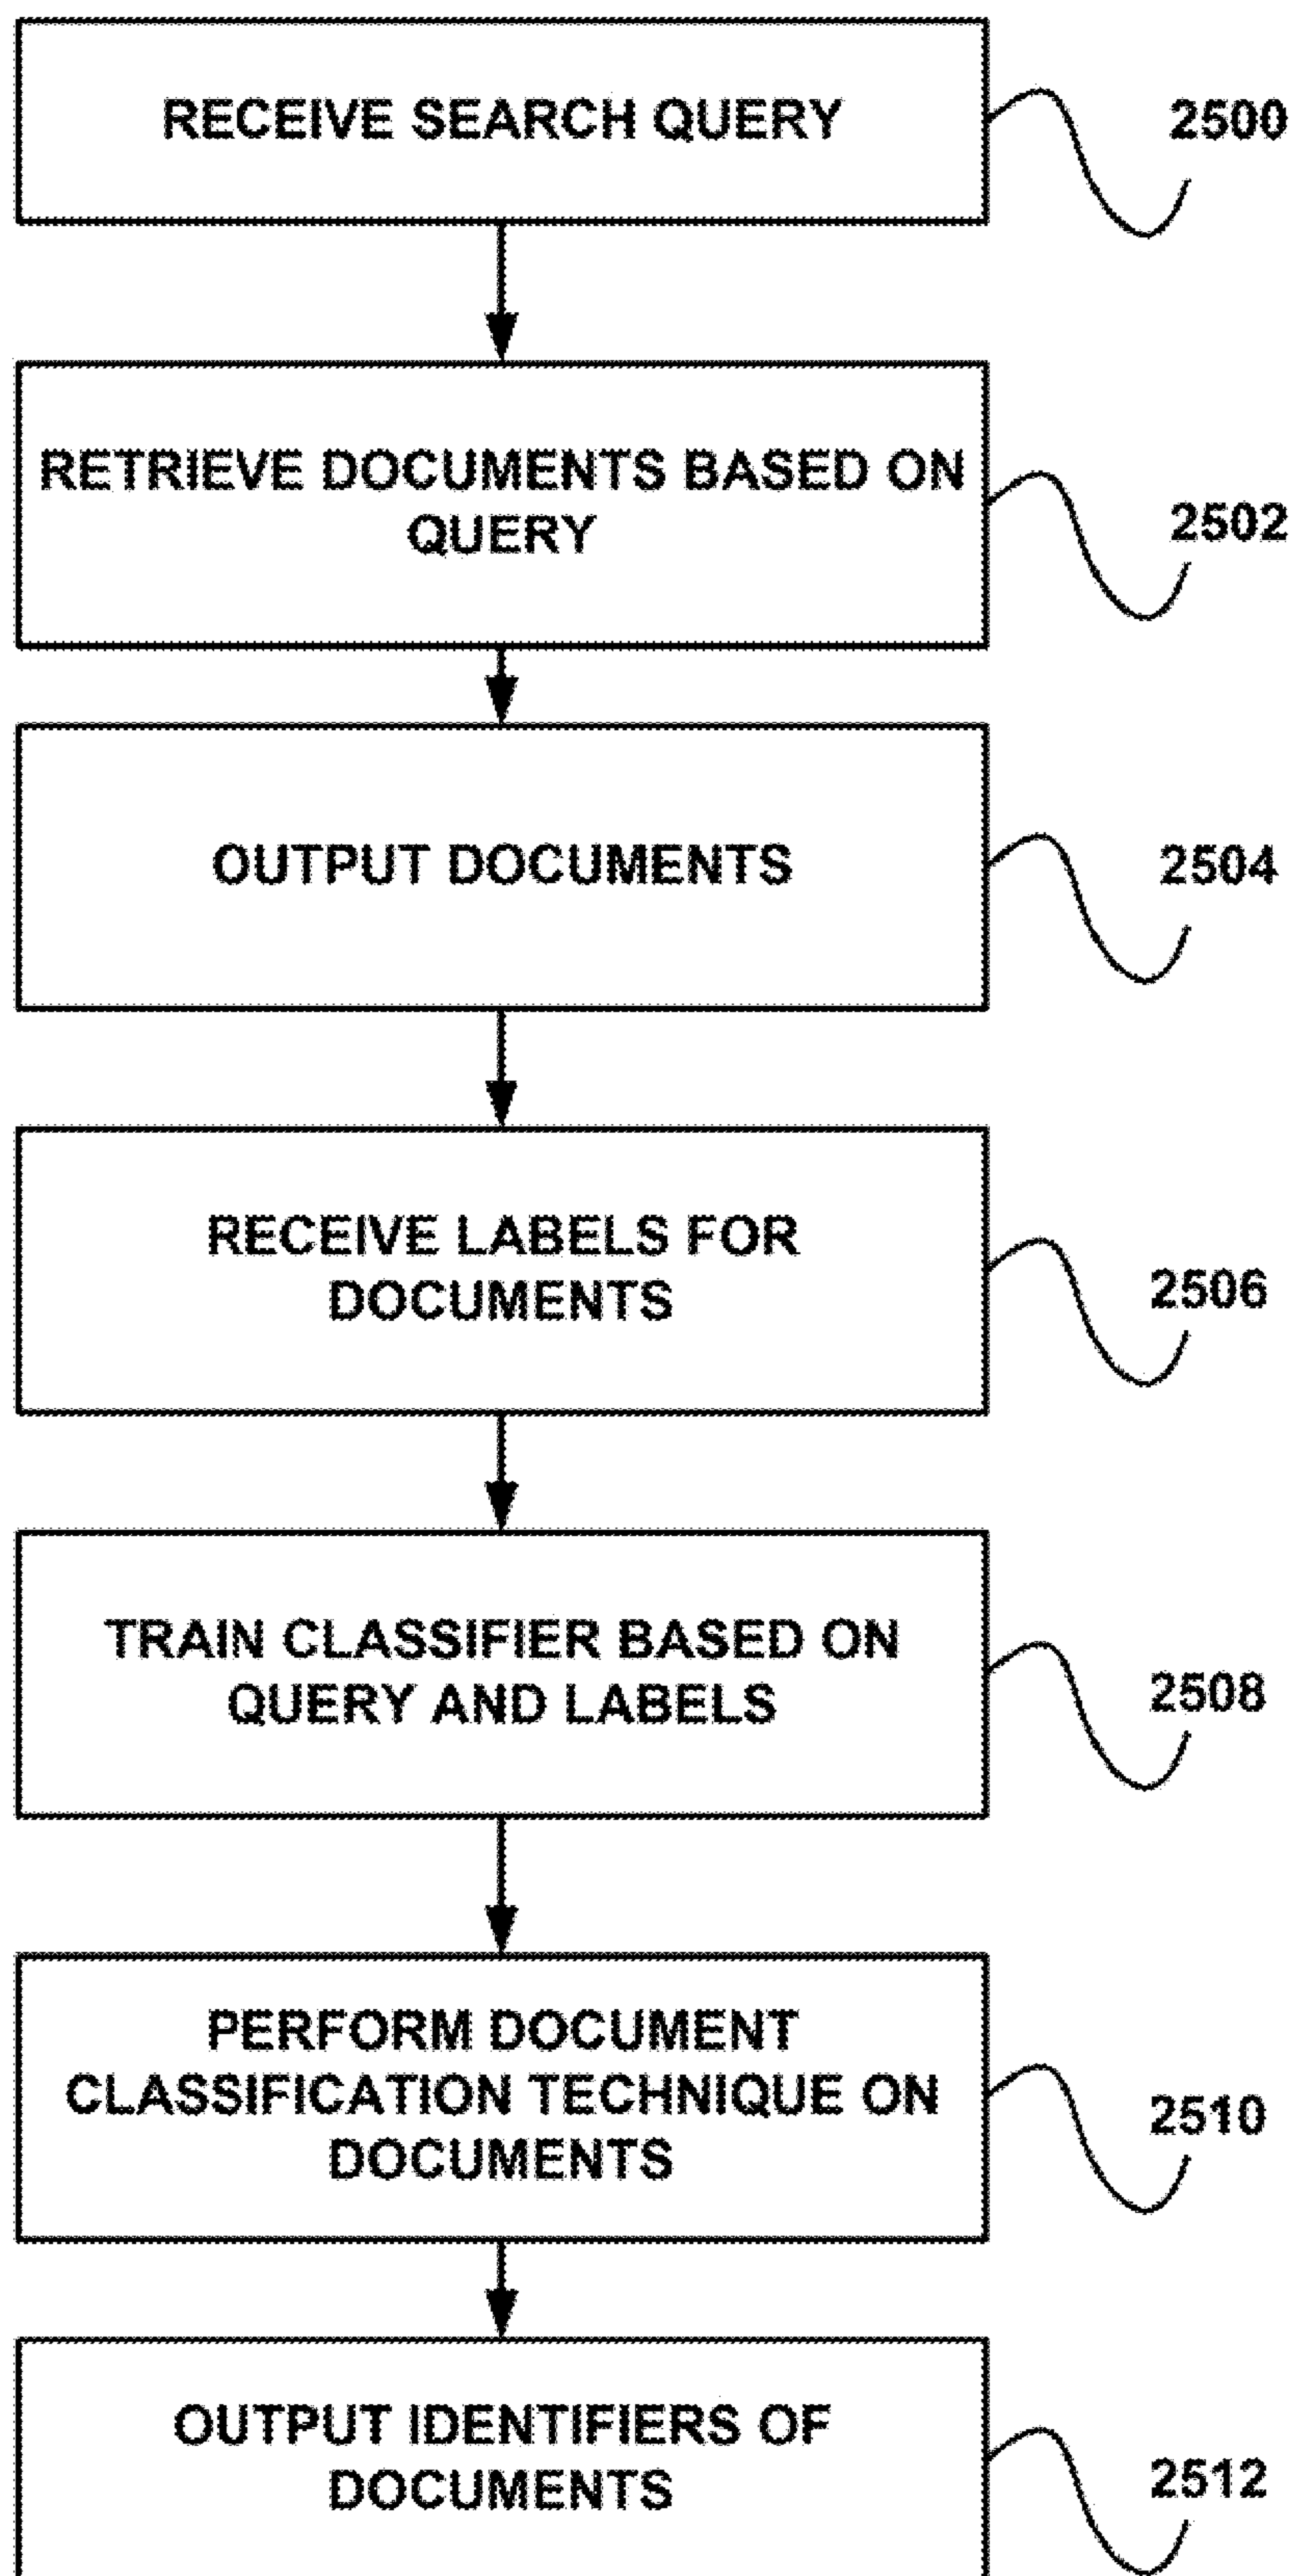 RECEIVE SEARCH QUERY
2500
RETRIEVE DOCUMENTS BASED ON
QUERY
2502
OUTPUT DOCUMENTS
2504
RECEIVE LABELS FOR
DOCUMENTS
2506
TRAIN CLASSIFIER BASED ON
QUERY AND LABELS
2508
PERFORM DOCUMENT
CLASSIFICATION TECHNIQUE ON
DOCUMENTS
2510
OUTPUT IDENTIFIERS OF
DOCUMENTS
2512